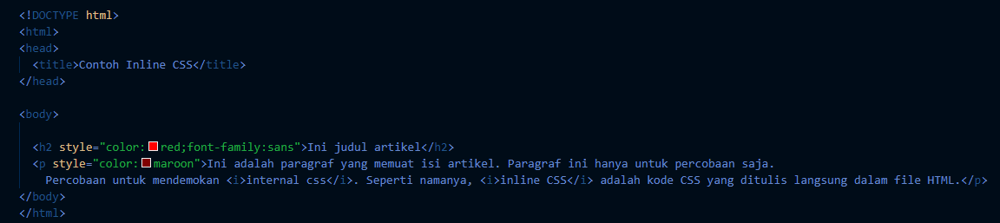 <!DOCTYPE html>
<html>
<head>
<title>Contoh Inline CSS</title>
</head>
<body>
<h2 style="color:red;font-family:sans">Ini judul artikel</h2>
<p style="color:maroon">Ini adalah paragraf yang memuat isi artikel. Paragraf ini hanya untuk percobaan saja.
Percobaan untuk mendemokan <i>internal css</i>. Seperti namanya, <i>inline CSS</i> adalah kode CSS yang ditulis langsung dalam file HTML.</p>
</body>
</html>